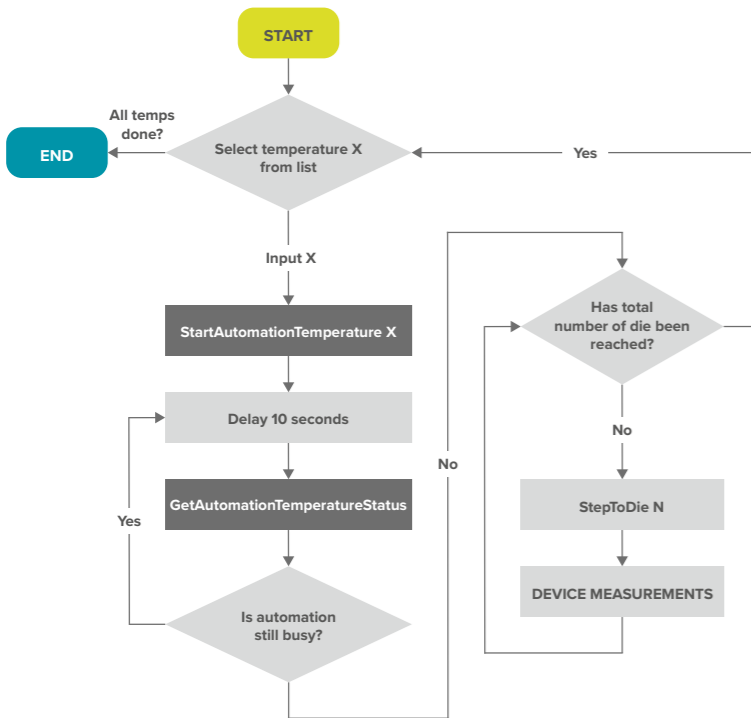 START
All temps
done?
END
Select temperature X
from list
Yes
Input X
StartAutomationTemperature X
Has total
number of die been
reached?
Delay 10 seconds
No
No
GetAutomationTemperatureStatus
StepToDie N
Yes
DEVICE MEASUREMENTS
Is automation
still busy?